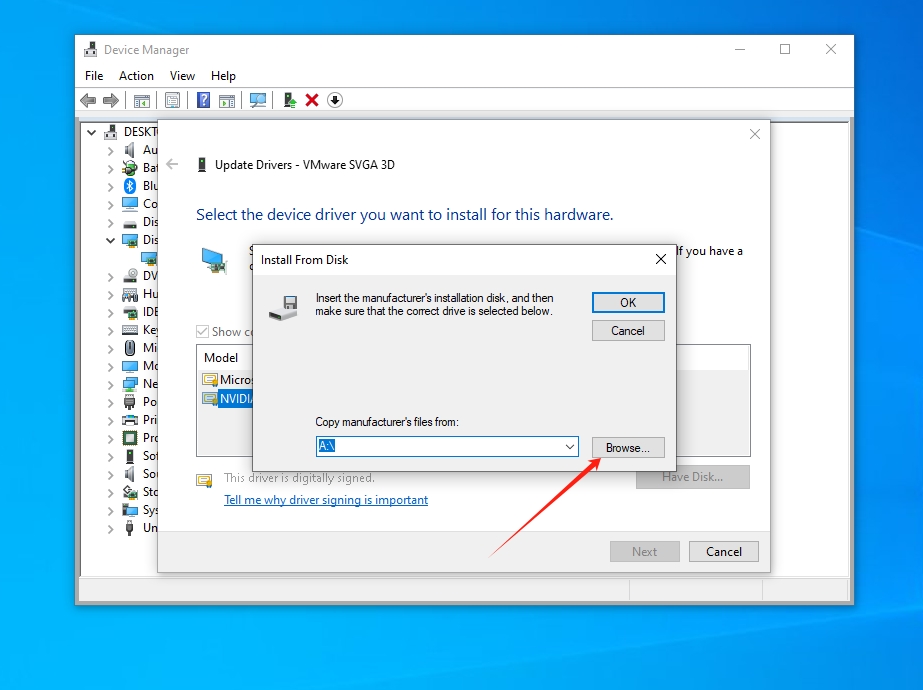 Device Manager
File Action View Help
DESKT
Au
Bat
Blu
Co
Dis
Dis
DV
Hu
IDE
Key
Mi
Mo
Ne
Po
Pri
Pro
Sof
Sou
Sto
Sys
Un
Update Drivers - VMware SVGA 3D
Select the device driver you want to install for this hardware.
If you have a
Show co
Model
Micros
NVIDIA
This driver is digitally signed.
Tell me why driver signing is important
Have Disk...
Next
Cancel
Install From Disk
Insert the manufacturer's installation disk, and then
make sure that the correct drive is selected below.
OK
Cancel
Copy manufacturer's files from:
A:\
Browse...